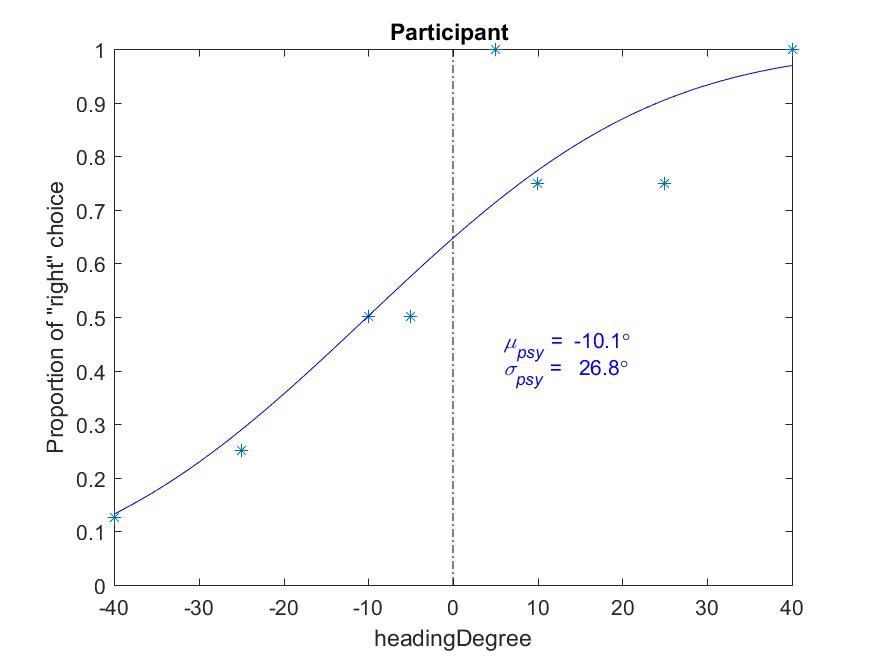 Participant
1
0.9
0.8
0.7
0.6
0.5
0.4
0.3
0.2
0.1
0
Proportion of "right" choice
μpsy = -10.1°
σpsy = 26.8°
-40 -30 -20 -10 0 10 20 30 40
headingDegree